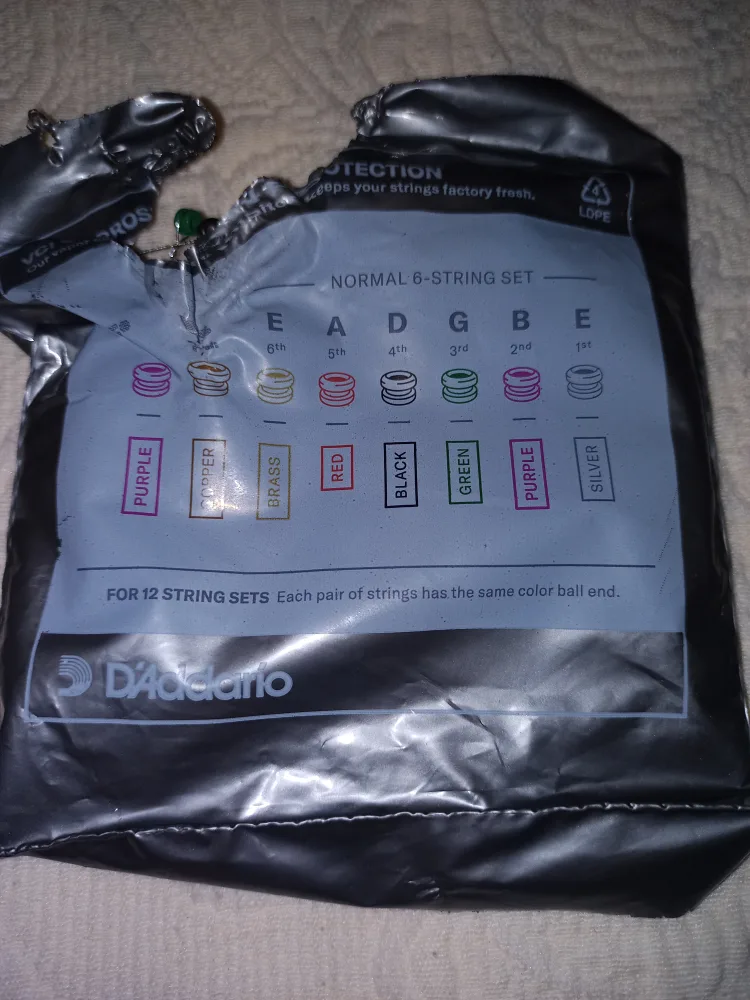 OTECTION
keeps your strings factory fresh.
4
LDPE
NORMAL 6-STRING SET
E A D G B E
6th 5th 4th 3rd 2nd 1st
PURPLE BRASS RED BLACK GREEN PURPLE SILVER
FOR 12 STRING SETS Each pair of strings has the same color ball end.
D'Addario